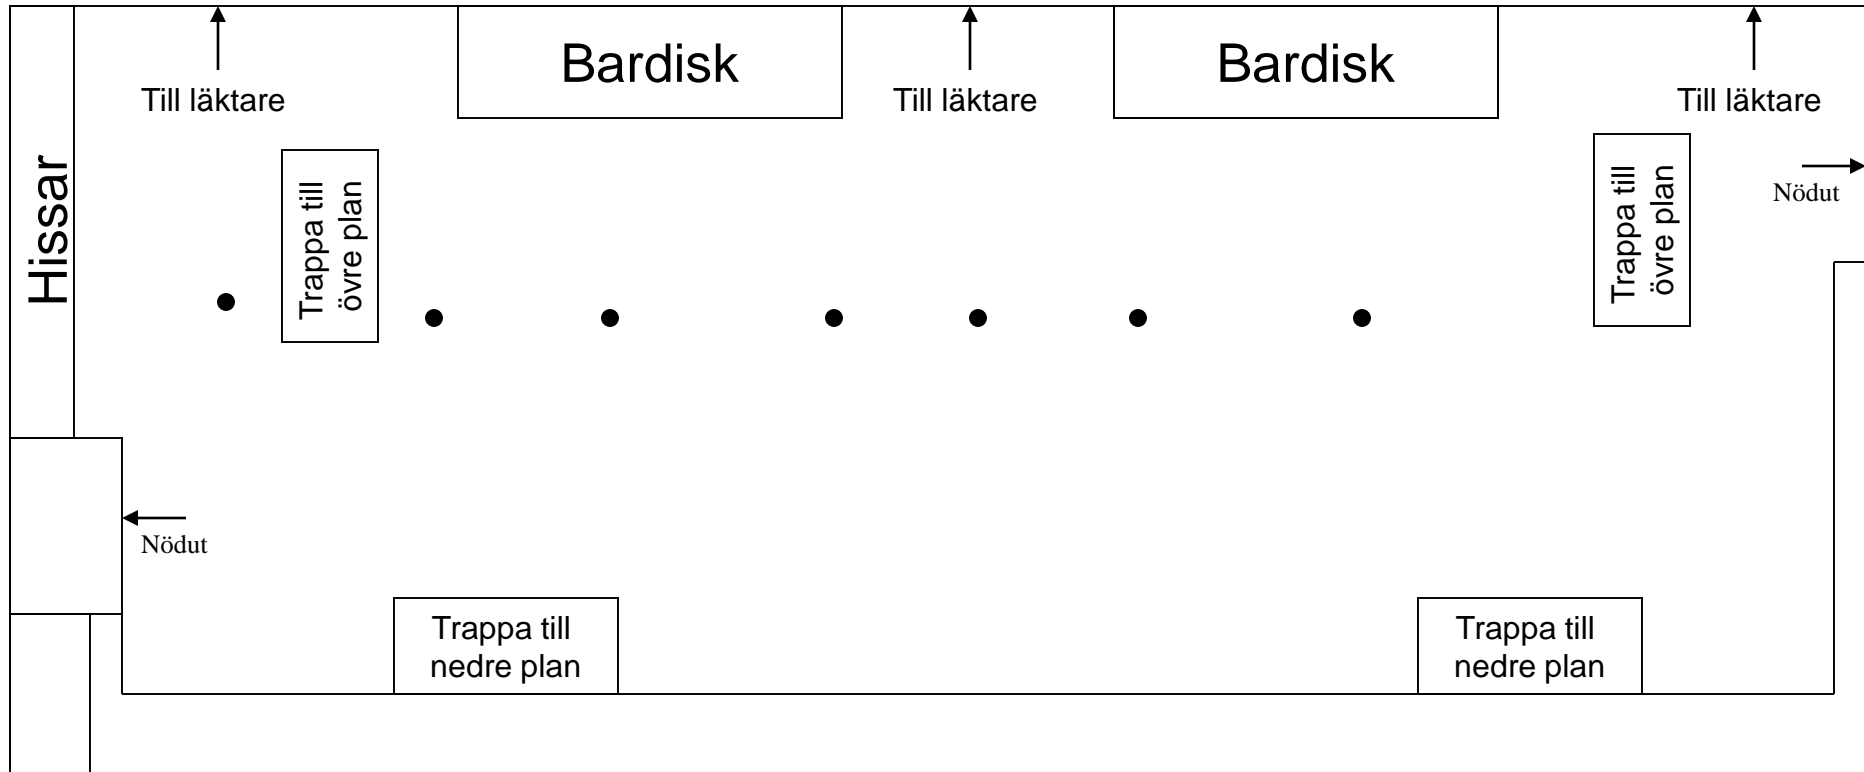 Bardisk
Bardisk
Till läktare
Till läktare
Till läktare
Hissar
Trappa till
övre plan
Trappa till
övre plan
Nödut
Nödut
Trappa till
nedre plan
Trappa till
nedre plan